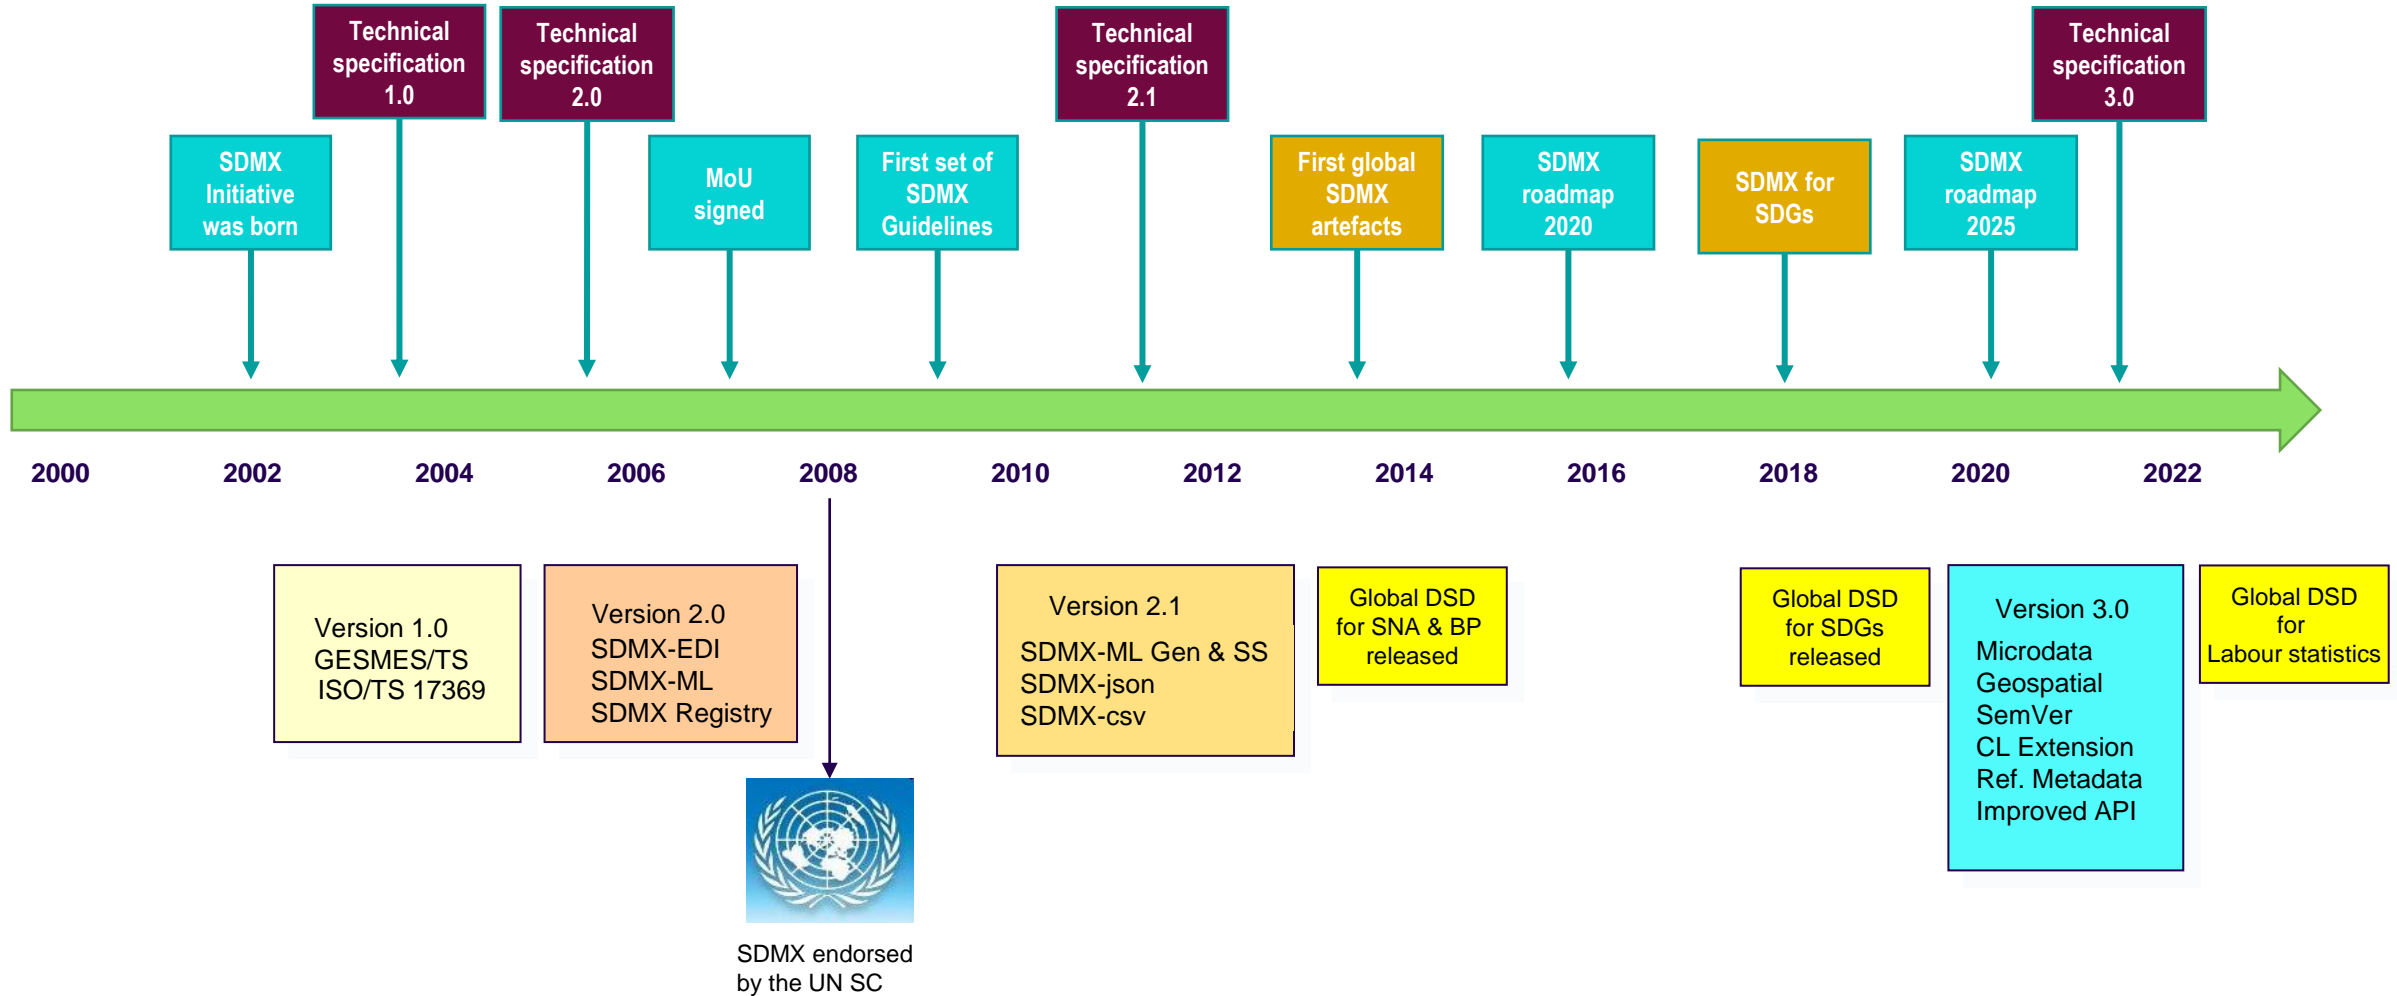 Technical
specification
1.0
Technical
specification
2.0
Technical
specification
2.1
Technical
specification
3.0
SDMX
Initiative
was born
MoU
signed
First set of
SDMX
Guidelines
First global
SDMX
artefacts
SDMX
roadmap
2020
SDMX for
SDGs
SDMX
roadmap
2025
2000
2002
2004
2006
2008
2010
2012
2014
2016
2018
2020
2022
Version 1.0
GESMES/TS
ISO/TS 17369
Version 2.0
SDMX-EDI
SDMX-ML
SDMX Registry
Version 2.1
SDMX-ML Gen & SS
SDMX-json
SDMX-csv
Global DSD
for SNA & BP
released
Global DSD
for SDGs
released
Version 3.0
Microdata
Geospatial
SemVer
CL Extension
Ref. Metadata
Improved API
Global DSD
for
Labour statistics
SDMX endorsed
by the UN SC